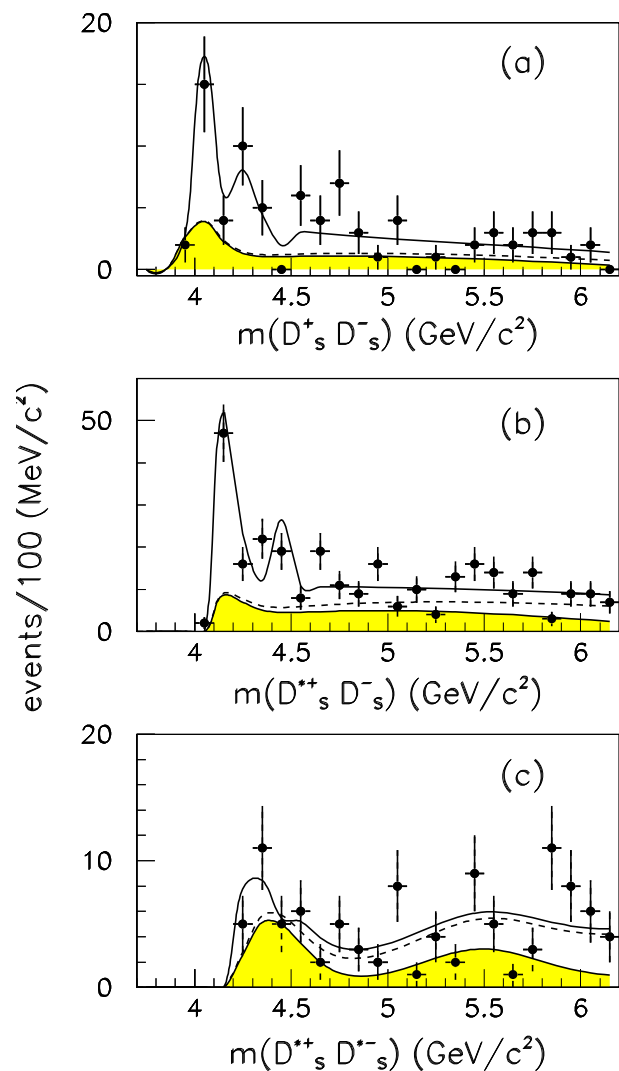 20
(a)
0
4 4.5 5 5.5 6
m(D⁺ₛ D⁻ₛ) (GeV/c²)
events/100 (MeV/c²)
50
(b)
0
4 4.5 5 5.5 6
m(D*⁺ₛ D⁻ₛ) (GeV/c²)
20
(c)
10
0
4 4.5 5 5.5 6
m(D*⁺ₛ D*⁻ₛ) (GeV/c²)